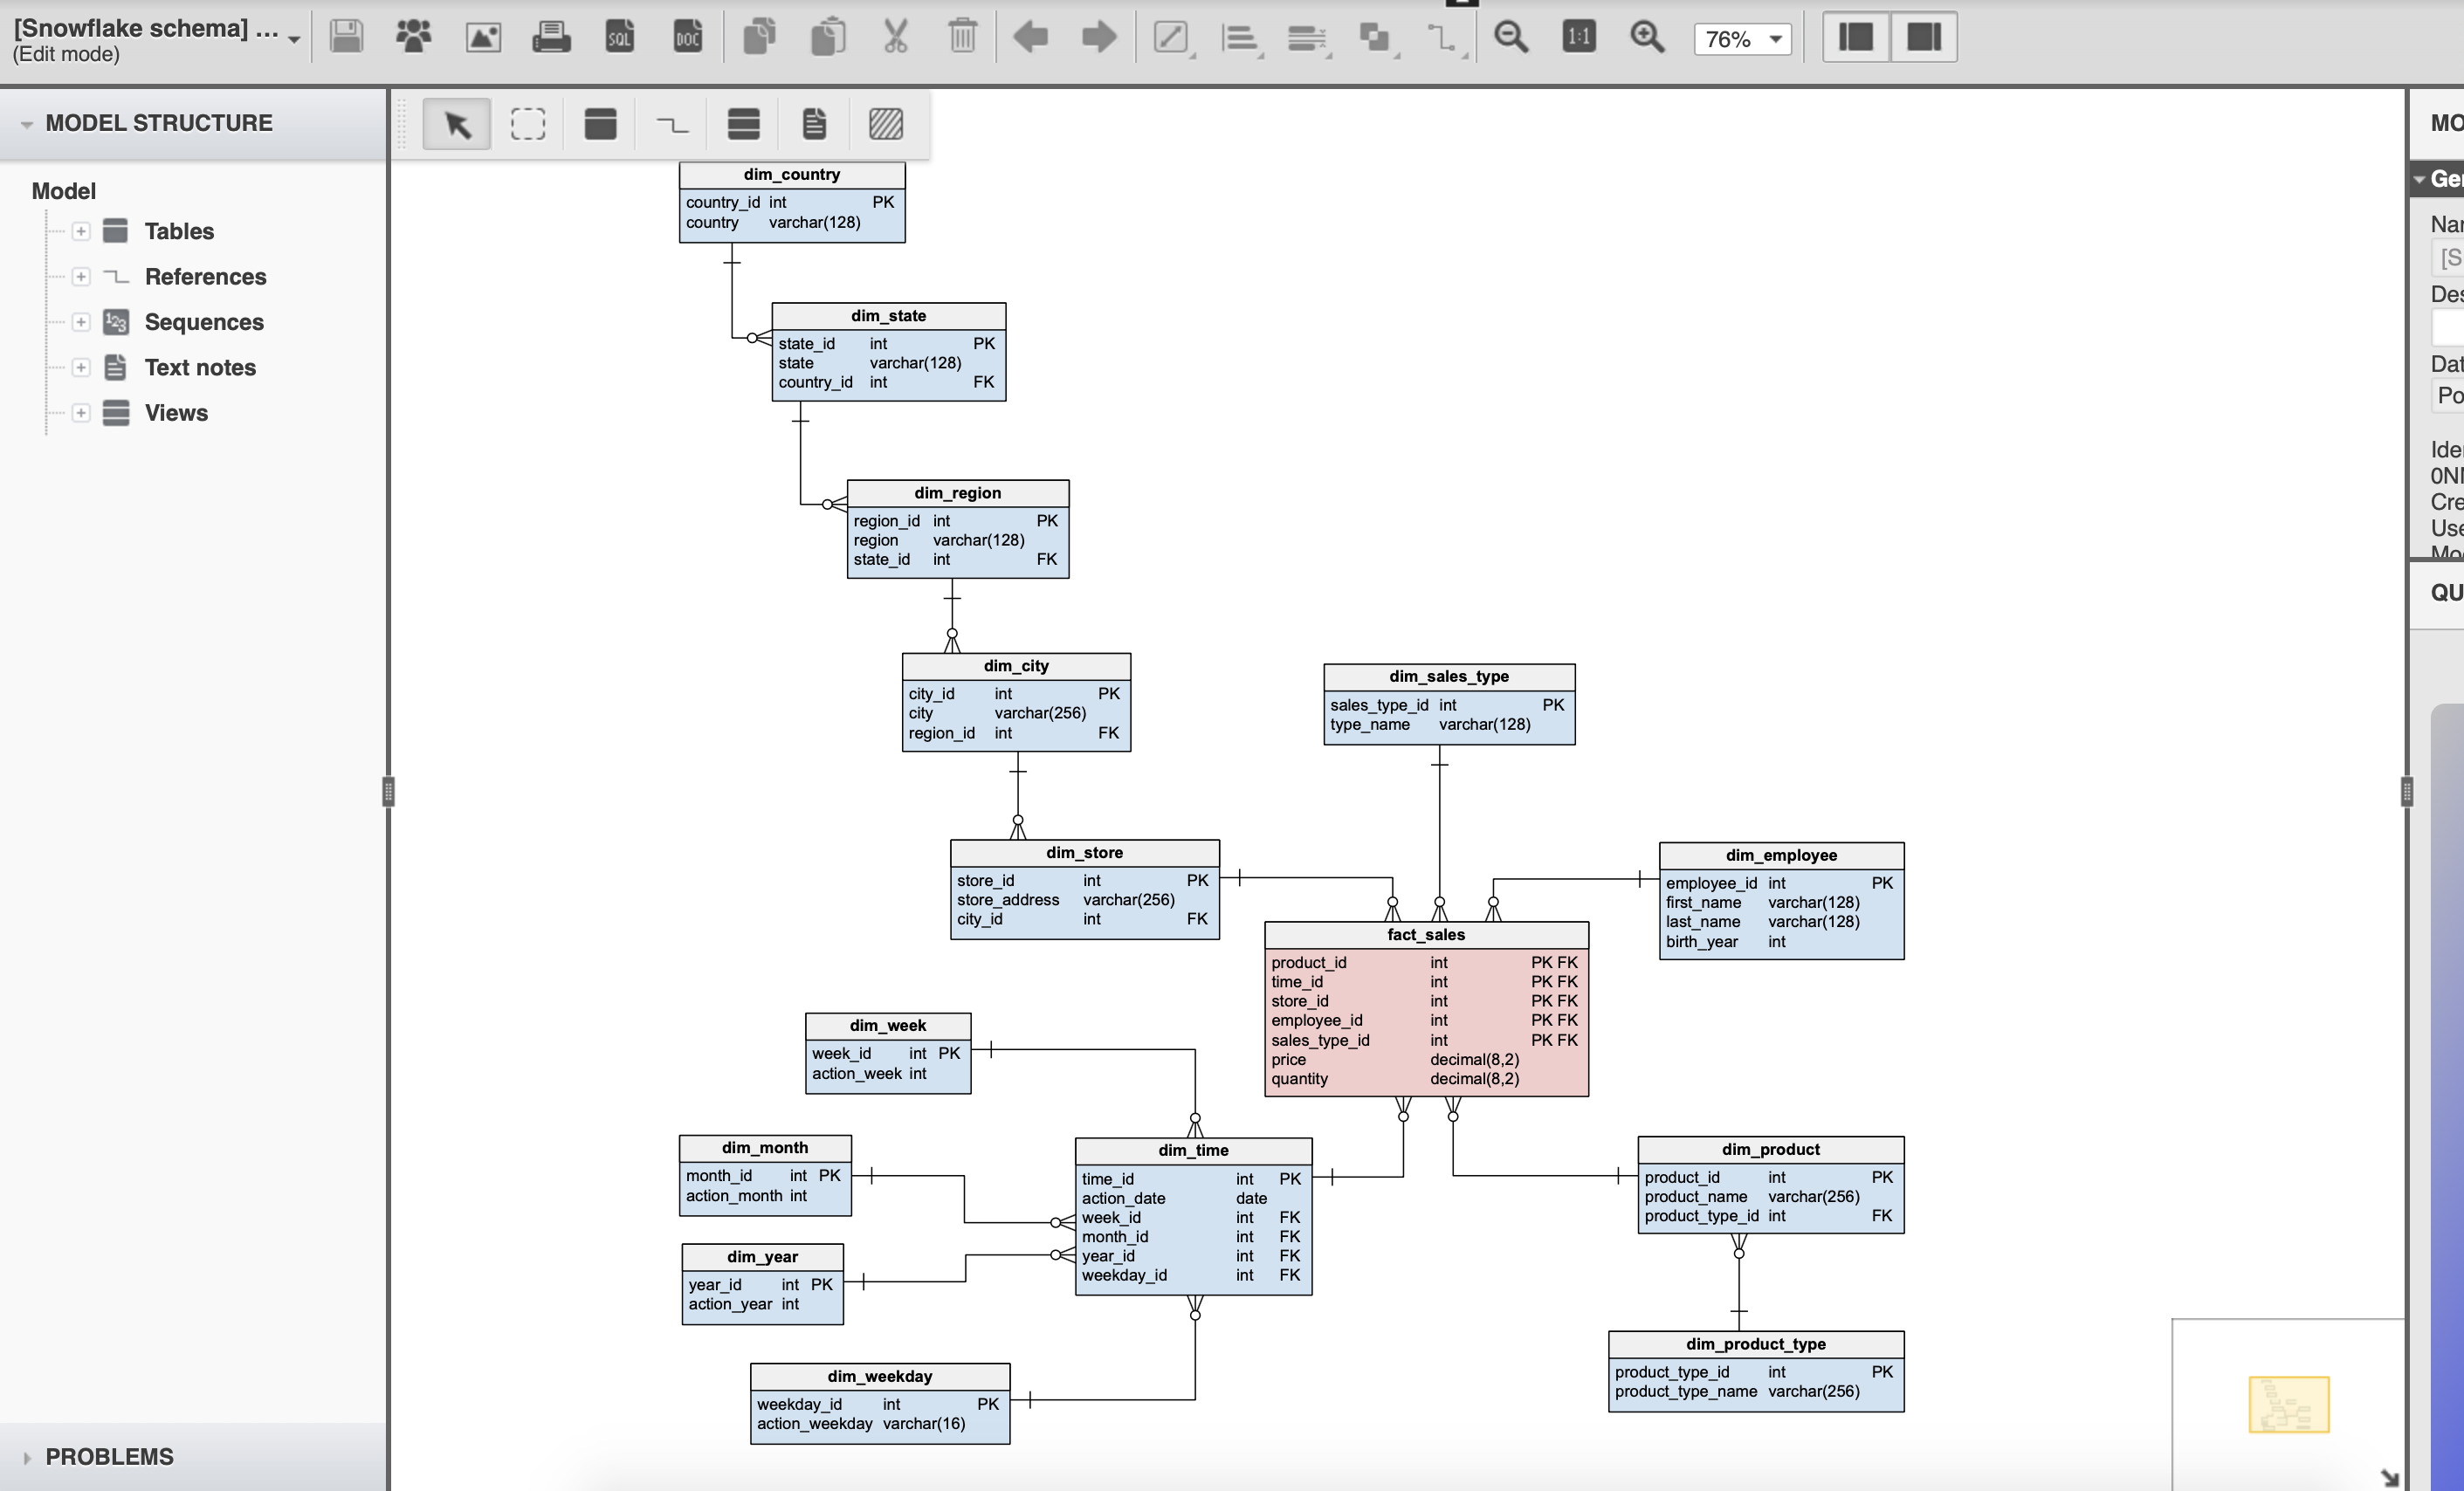 [Snowflake schema] ...
(Edit mode)
SQL
DOC
1:1
76%
MODEL STRUCTURE
Model
Tables
References
123
Sequences
Text notes
Views
PROBLEMS
dim_country
country_id int PK
country varchar(128)
dim_state
state_id int PK
state varchar(128)
country_id int FK
dim_region
region_id int PK
region varchar(128)
state_id int FK
dim_city
city_id int PK
city varchar(256)
region_id int FK
dim_sales_type
sales_type_id int PK
type_name varchar(128)
dim_store
store_id int PK
store_address varchar(256)
city_id int FK
dim_employee
employee_id int PK
first_name varchar(128)
last_name varchar(128)
birth_year int
fact_sales
product_id int PK FK
time_id int PK FK
store_id int PK FK
employee_id int PK FK
sales_type_id int PK FK
price decimal(8,2)
quantity decimal(8,2)
dim_week
week_id int PK
action_week int
dim_month
month_id int PK
action_month int
dim_time
time_id int PK
action_date date
week_id int FK
month_id int FK
year_id int FK
weekday_id int FK
dim_product
product_id int PK
product_name varchar(256)
product_type_id int FK
dim_year
year_id int PK
action_year int
dim_product_type
product_type_id int PK
product_type_name varchar(256)
dim_weekday
weekday_id int PK
action_weekday varchar(16)
MO
Ge
Na
[S
Des
Dat
Po
Ide
0N
Cre
Use
Mo
QU